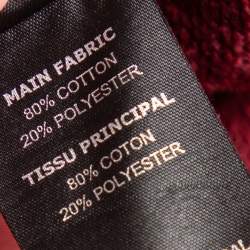 MAIN FABRIC
80% COTTON
20% POLYESTER
TISSU PRINCIPAL
80% COTON
20% POLYESTER